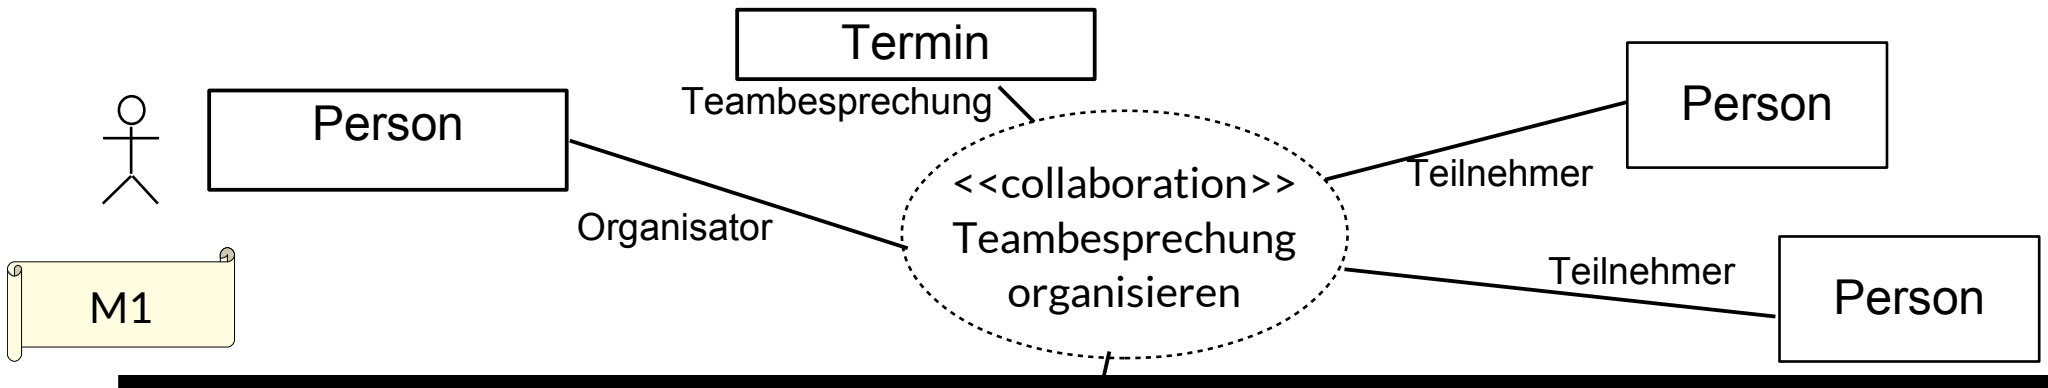 Termin
Teambesprechung
Person
Person
Organisator
<<collaboration>>
Teambesprechung
organisieren
Teilnehmer
Teilnehmer
Person
M1